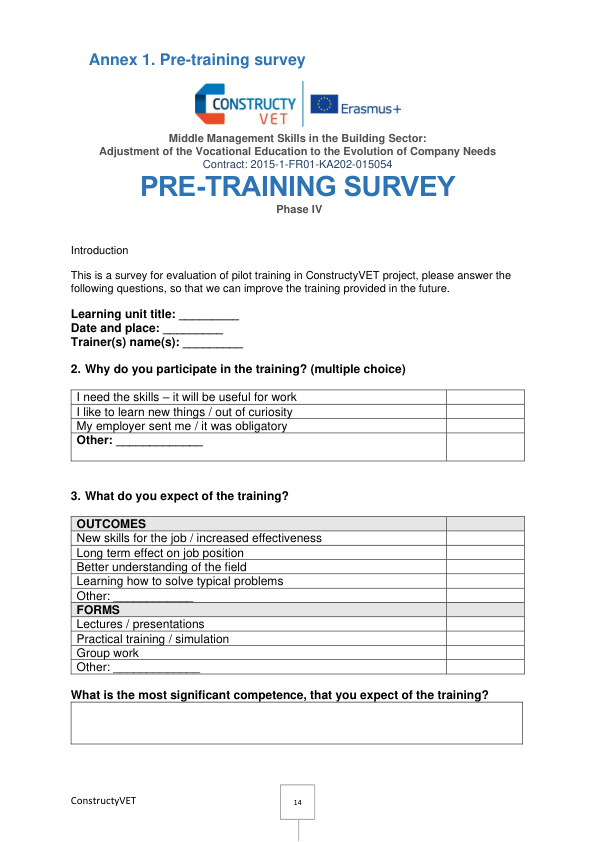 Annex 1. Pre-training survey
CONSTRUCTY
VET
Erasmus+
Middle Management Skills in the Building Sector:
Adjustment of the Vocational Education to the Evolution of Company Needs
Contract: 2015-1-FR01-KA202-015054
PRE-TRAINING SURVEY
Phase IV
Introduction
This is a survey for evaluation of pilot training in ConstructyVET project, please answer the
following questions, so that we can improve the training provided in the future.
Learning unit title: _________
Date and place: _________
Trainer(s) name(s): _________
2. Why do you participate in the training? (multiple choice)
I need the skills – it will be useful for work
I like to learn new things / out of curiosity
My employer sent me / it was obligatory
Other: _____________
3. What do you expect of the training?
OUTCOMES
New skills for the job / increased effectiveness
Long term effect on job position
Better understanding of the field
Learning how to solve typical problems
Other: ____________
FORMS
Lectures / presentations
Practical training / simulation
Group work
Other: _____________
What is the most significant competence, that you expect of the training?
ConstructyVET
14